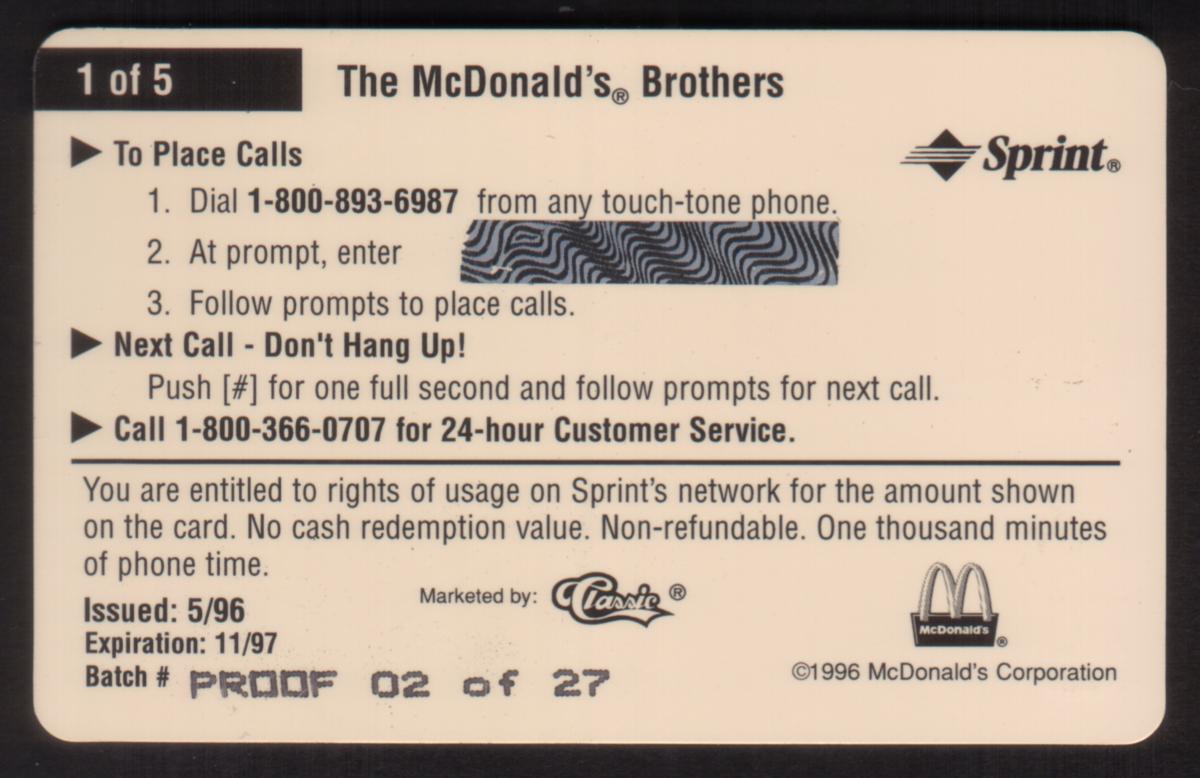 1 of 5
The McDonald's® Brothers
► To Place Calls
Sprint®
1. Dial 1-800-893-6987 from any touch-tone phone.
2. At prompt, enter
3. Follow prompts to place calls.
► Next Call - Don't Hang Up!
Push [#] for one full second and follow prompts for next call.
► Call 1-800-366-0707 for 24-hour Customer Service.
You are entitled to rights of usage on Sprint's network for the amount shown
on the card. No cash redemption value. Non-refundable. One thousand minutes
of phone time.
Issued: 5/96
Marketed by: Classic®
McDonald's®
Expiration: 11/97
Batch # PROOF 02 of 27
©1996 McDonald's Corporation